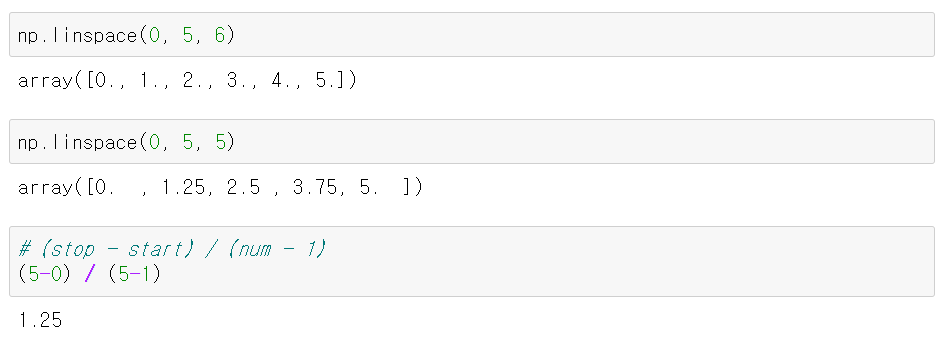 np.linspace(0, 5, 6)
array([0., 1., 2., 3., 4., 5.])
np.linspace(0, 5, 5)
array([0.  , 1.25, 2.5 , 3.75, 5.  ])
# (stop - start) / (num - 1)
(5-0) / (5-1)
1.25